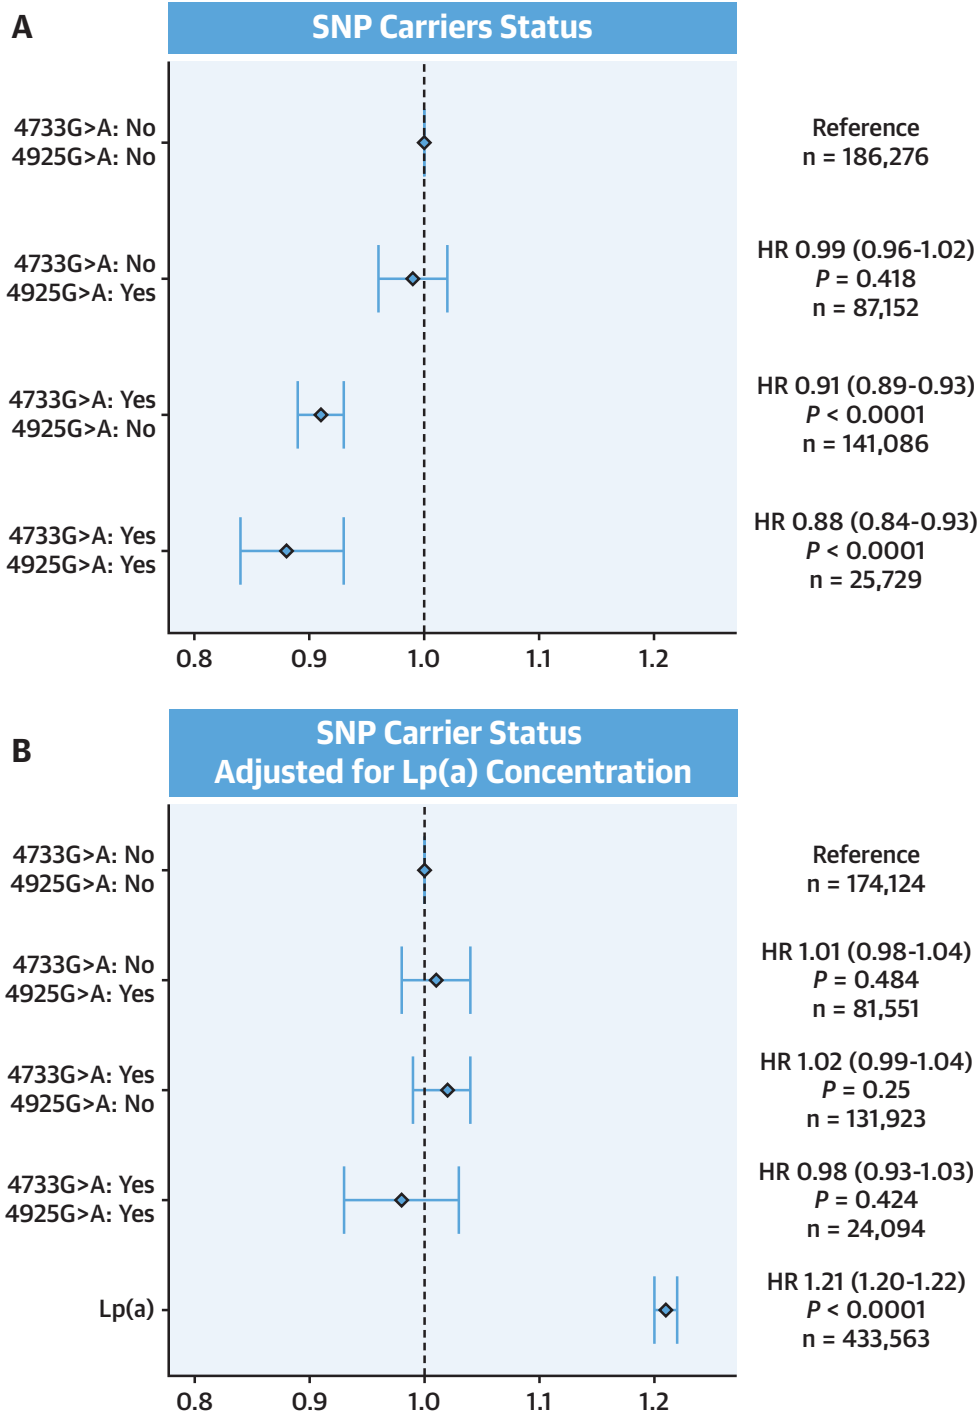 A
SNP Carriers Status
4733G>A: No
4925G>A: No
Reference
n = 186,276
4733G>A: No
4925G>A: Yes
HR 0.99 (0.96-1.02)
P = 0.418
n = 87,152
4733G>A: Yes
4925G>A: No
HR 0.91 (0.89-0.93)
P < 0.0001
n = 141,086
4733G>A: Yes
4925G>A: Yes
HR 0.88 (0.84-0.93)
P < 0.0001
n = 25,729
0.8 0.9 1.0 1.1 1.2
B
SNP Carrier Status
Adjusted for Lp(a) Concentration
4733G>A: No
4925G>A: No
Reference
n = 174,124
4733G>A: No
4925G>A: Yes
HR 1.01 (0.98-1.04)
P = 0.484
n = 81,551
4733G>A: Yes
4925G>A: No
HR 1.02 (0.99-1.04)
P = 0.25
n = 131,923
4733G>A: Yes
4925G>A: Yes
HR 0.98 (0.93-1.03)
P = 0.424
n = 24,094
Lp(a)
HR 1.21 (1.20-1.22)
P < 0.0001
n = 433,563
0.8 0.9 1.0 1.1 1.2